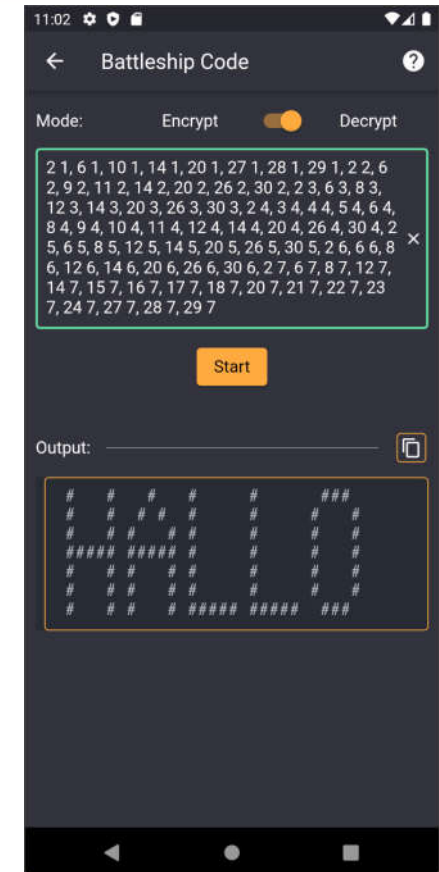 11:02
Battleship Code
Mode: Encrypt Decrypt
2 1, 6 1, 10 1, 14 1, 20 1, 27 1, 28 1, 29 1, 2 2, 6
2, 9 2, 11 2, 14 2, 20 2, 26 2, 30 2, 2 3, 6 3, 8 3,
12 3, 14 3, 20 3, 26 3, 30 3, 2 4, 3 4, 4 4, 5 4, 6 4,
8 4, 9 4, 10 4, 11 4, 12 4, 14 4, 20 4, 26 4, 30 4, 2
5, 6 5, 8 5, 12 5, 14 5, 20 5, 26 5, 30 5, 2 6, 6 6, 8
6, 12 6, 14 6, 20 6, 26 6, 30 6, 2 7, 6 7, 8 7, 12 7,
14 7, 15 7, 16 7, 17 7, 18 7, 20 7, 21 7, 22 7, 23
7, 24 7, 27 7, 28 7, 29 7
Start
Output:
#   #   #   #     #      ###
#   #  # #  #     #     #   #
#   # #   # #     #     #   #
##### ##### #     #     #   #
#   # #   # #     #     #   #
#   # #   # #     #     #   #
#   # #   # ##### #####  ###